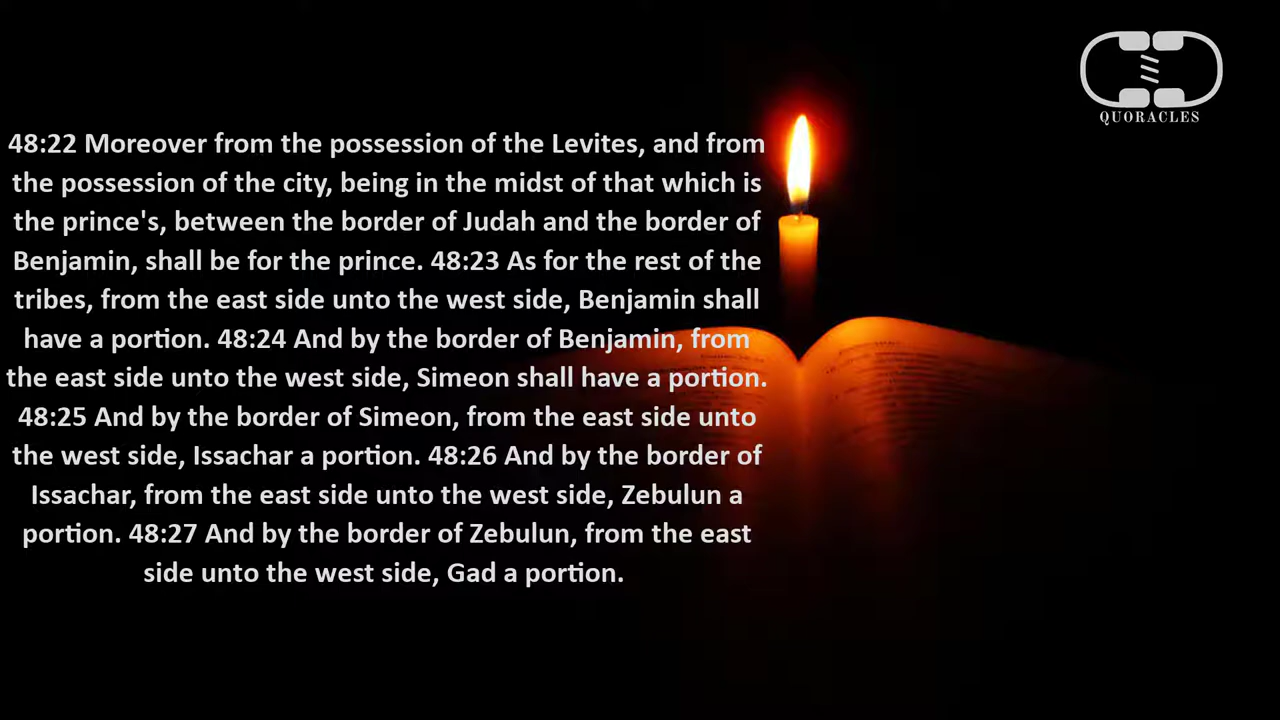 QUORACLES
48:22 Moreover from the possession of the Levites, and from
the possession of the city, being in the midst of that which is
the prince's, between the border of Judah and the border of
Benjamin, shall be for the prince. 48:23 As for the rest of the
tribes, from the east side unto the west side, Benjamin shall
have a portion. 48:24 And by the border of Benjamin, from
the east side unto the west side, Simeon shall have a portion.
48:25 And by the border of Simeon, from the east side unto
the west side, Issachar a portion. 48:26 And by the border of
Issachar, from the east side unto the west side, Zebulun a
portion. 48:27 And by the border of Zebulun, from the east
side unto the west side, Gad a portion.